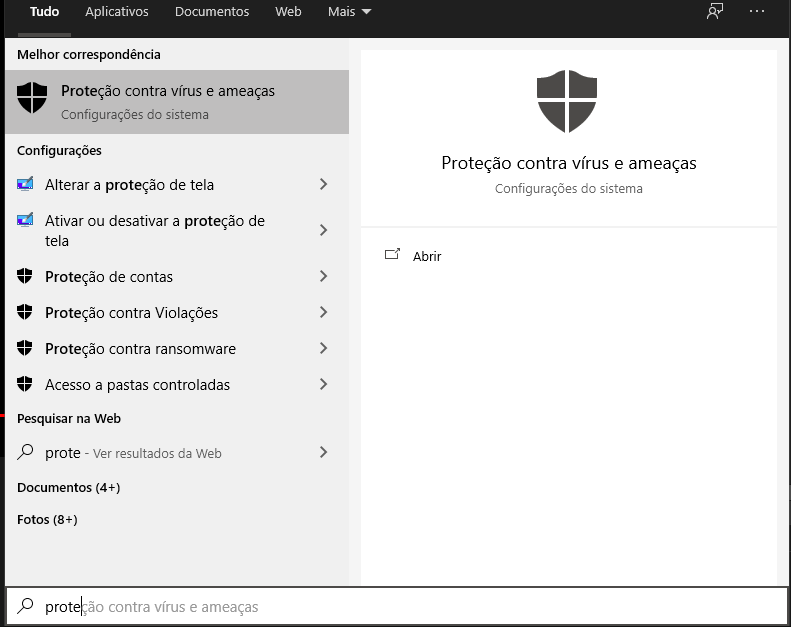 Tudo Aplicativos Documentos Web Mais
Melhor correspondência
Proteção contra vírus e ameaças
Configurações do sistema
Configurações
Alterar a proteção de tela
Ativar ou desativar a proteção de
tela
Proteção de contas
Proteção contra Violações
Proteção contra ransomware
Acesso a pastas controladas
Pesquisar na Web
prote - Ver resultados da Web
Documentos (4+)
Fotos (8+)
Proteção contra vírus e ameaças
Configurações do sistema
Abrir
proteção contra vírus e ameaças